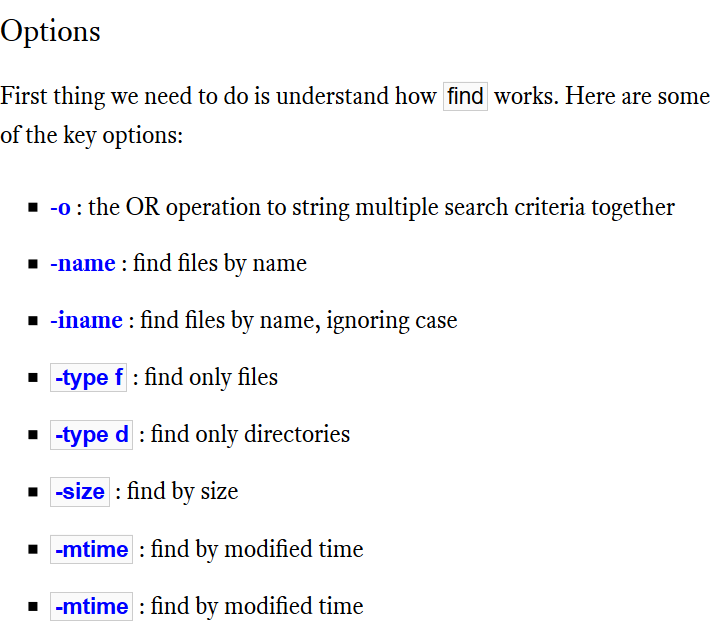 Options
First thing we need to do is understand how find works. Here are some
of the key options:
-o : the OR operation to string multiple search criteria together
-name : find files by name
-iname : find files by name, ignoring case
-type f : find only files
-type d : find only directories
-size : find by size
-mtime : find by modified time
-mtime : find by modified time